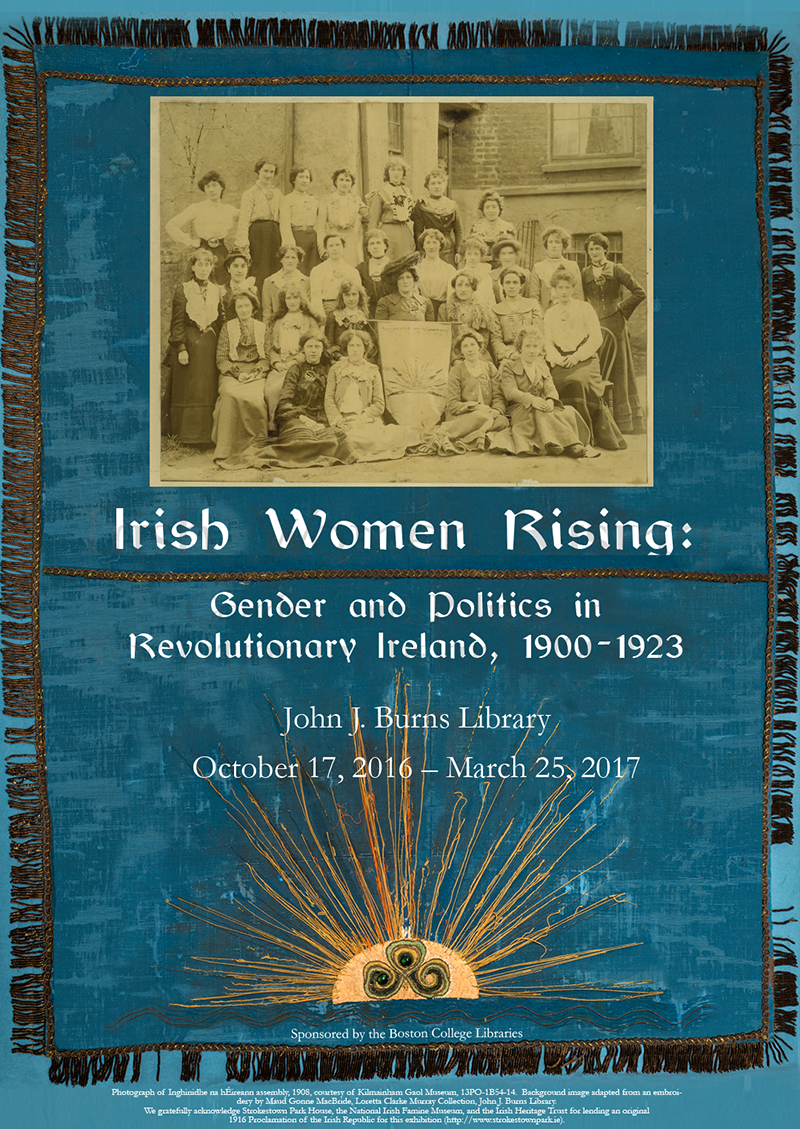 Irish Women Rising:
Gender and Politics in
Revolutionary Ireland, 1900-1923
John J. Burns Library
October 17, 2016 – March 25, 2017
Sponsored by the Boston College Libraries
Photograph of Inghinidhe na hÉireann assembly, 1908, courtesy of Kilmainham Gaol Museum, 13PO-1B54-14. Background image adapted from an embroi-
dery by Maud Gonne MacBride, Loretta Clarke Murray Collection, John J. Burns Library.
We gratefully acknowledge Strokestown Park House, the National Irish Famine Museum, and the Irish Heritage Trust for lending an original
1916 Proclamation of the Irish Republic for this exhibition (http://www.strokestownpark.ie).